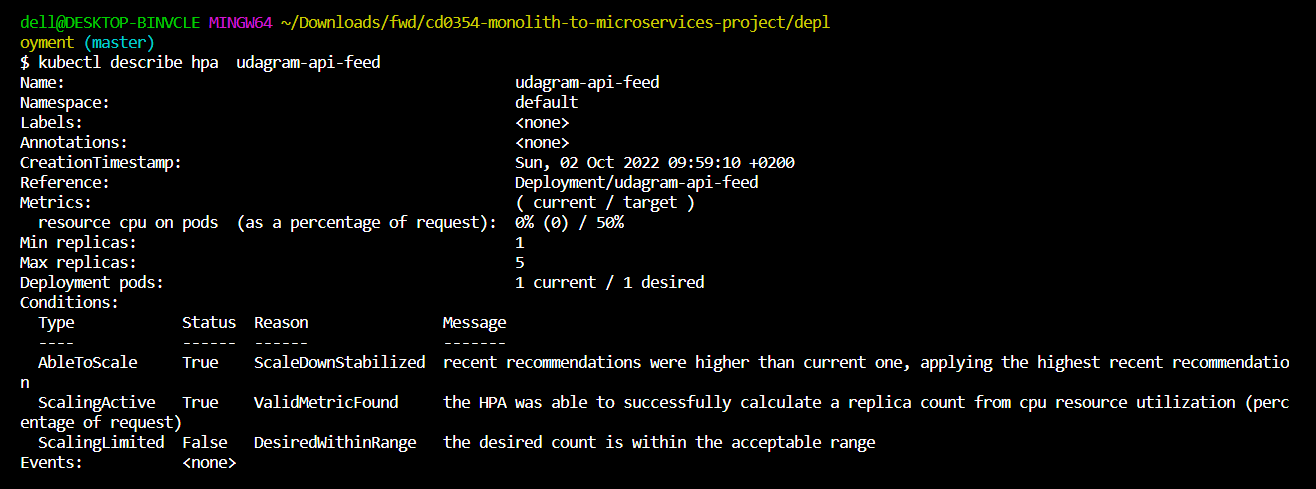 dell@DESKTOP-BINVCLE MINGW64 ~/Downloads/fwd/cd0354-monolith-to-microservices-project/depl
oyment (master)
$ kubectl describe hpa  udagram-api-feed
Name:                                                  udagram-api-feed
Namespace:                                             default
Labels:                                                <none>
Annotations:                                           <none>
CreationTimestamp:                                     Sun, 02 Oct 2022 09:59:10 +0200
Reference:                                             Deployment/udagram-api-feed
Metrics:                                               ( current / target )
  resource cpu on pods  (as a percentage of request):  0% (0) / 50%
Min replicas:                                          1
Max replicas:                                          5
Deployment pods:                                       1 current / 1 desired
Conditions:
  Type            Status  Reason               Message
  ----            ------  ------               -------
  AbleToScale     True    ScaleDownStabilized  recent recommendations were higher than current one, applying the highest recent recommendatio
n
  ScalingActive   True    ValidMetricFound     the HPA was able to successfully calculate a replica count from cpu resource utilization (perc
entage of request)
  ScalingLimited  False   DesiredWithinRange   the desired count is within the acceptable range
Events:           <none>